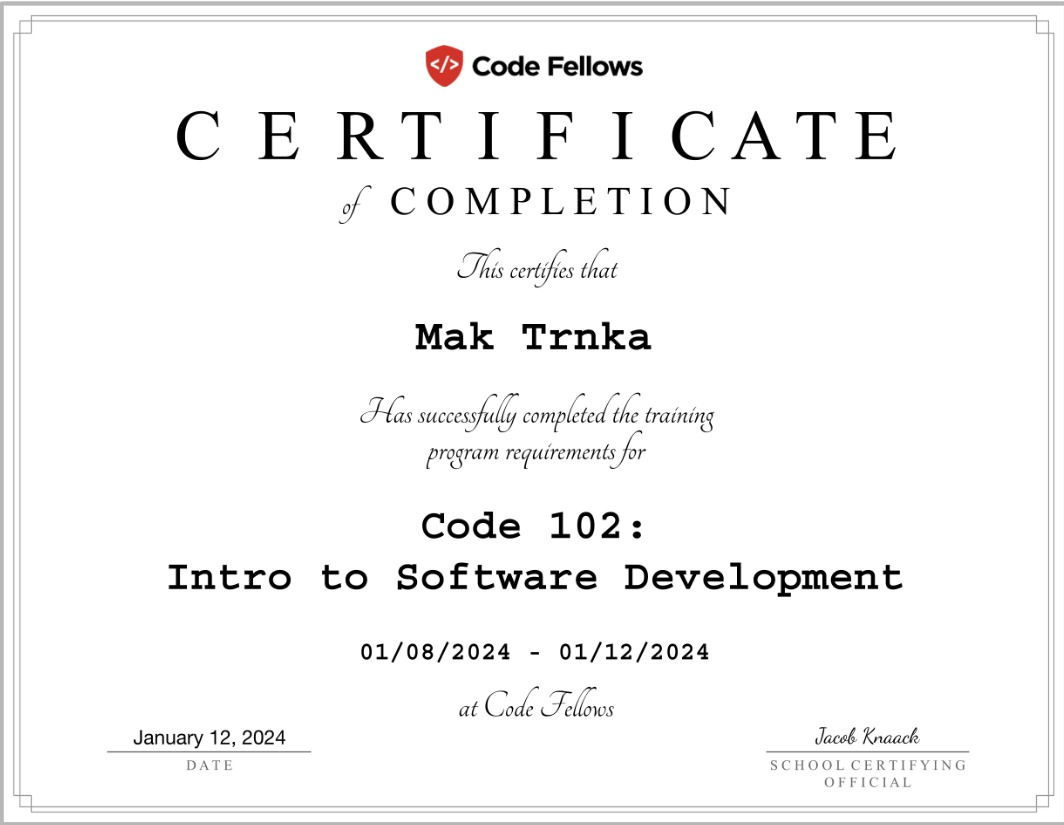 </> Code Fellows
CERTIFICATE
of COMPLETION
This certifies that
Mak Trnka
Has successfully completed the training
program requirements for
Code 102:
Intro to Software Development
01/08/2024 - 01/12/2024
at Code Fellows
January 12, 2024
DATE
Jacob Knaack
SCHOOL CERTIFYING
OFFICIAL